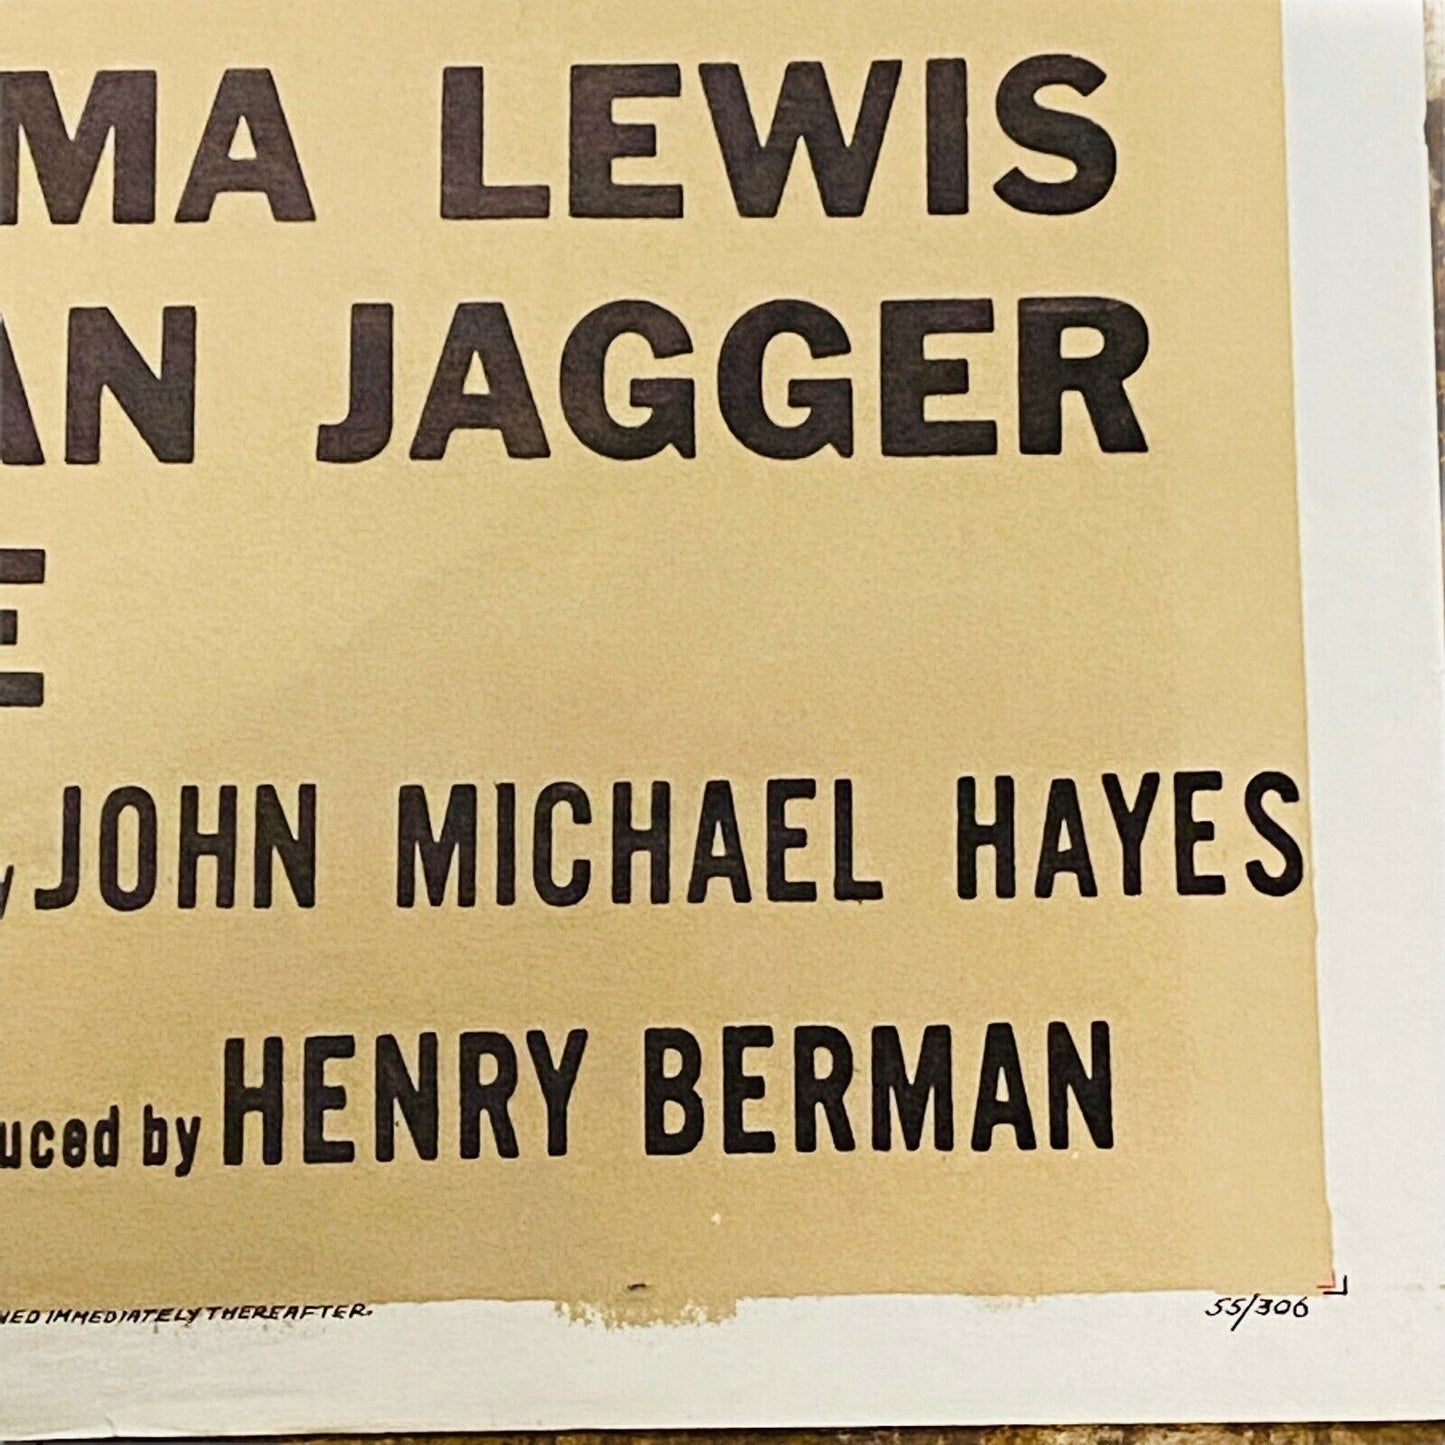 MA LEWIS
AN JAGGER
E
y JOHN MICHAEL HAYES
uced by HENRY BERMAN
NED IMMEDIATELY THEREAFTER.
55/306